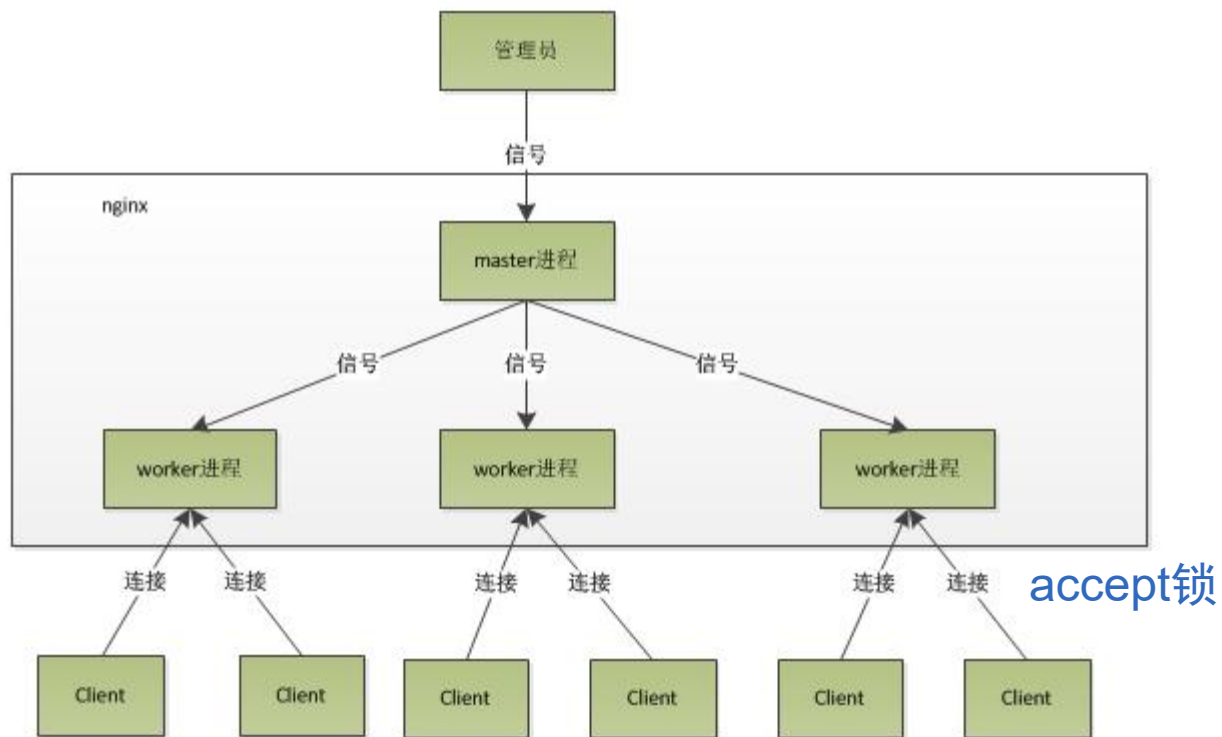 管理员
信号
nginx
master进程
信号
信号
信号
worker进程
worker进程
worker进程
连接
连接
连接
连接
连接
连接
accept锁
Client
Client
Client
Client
Client
Client